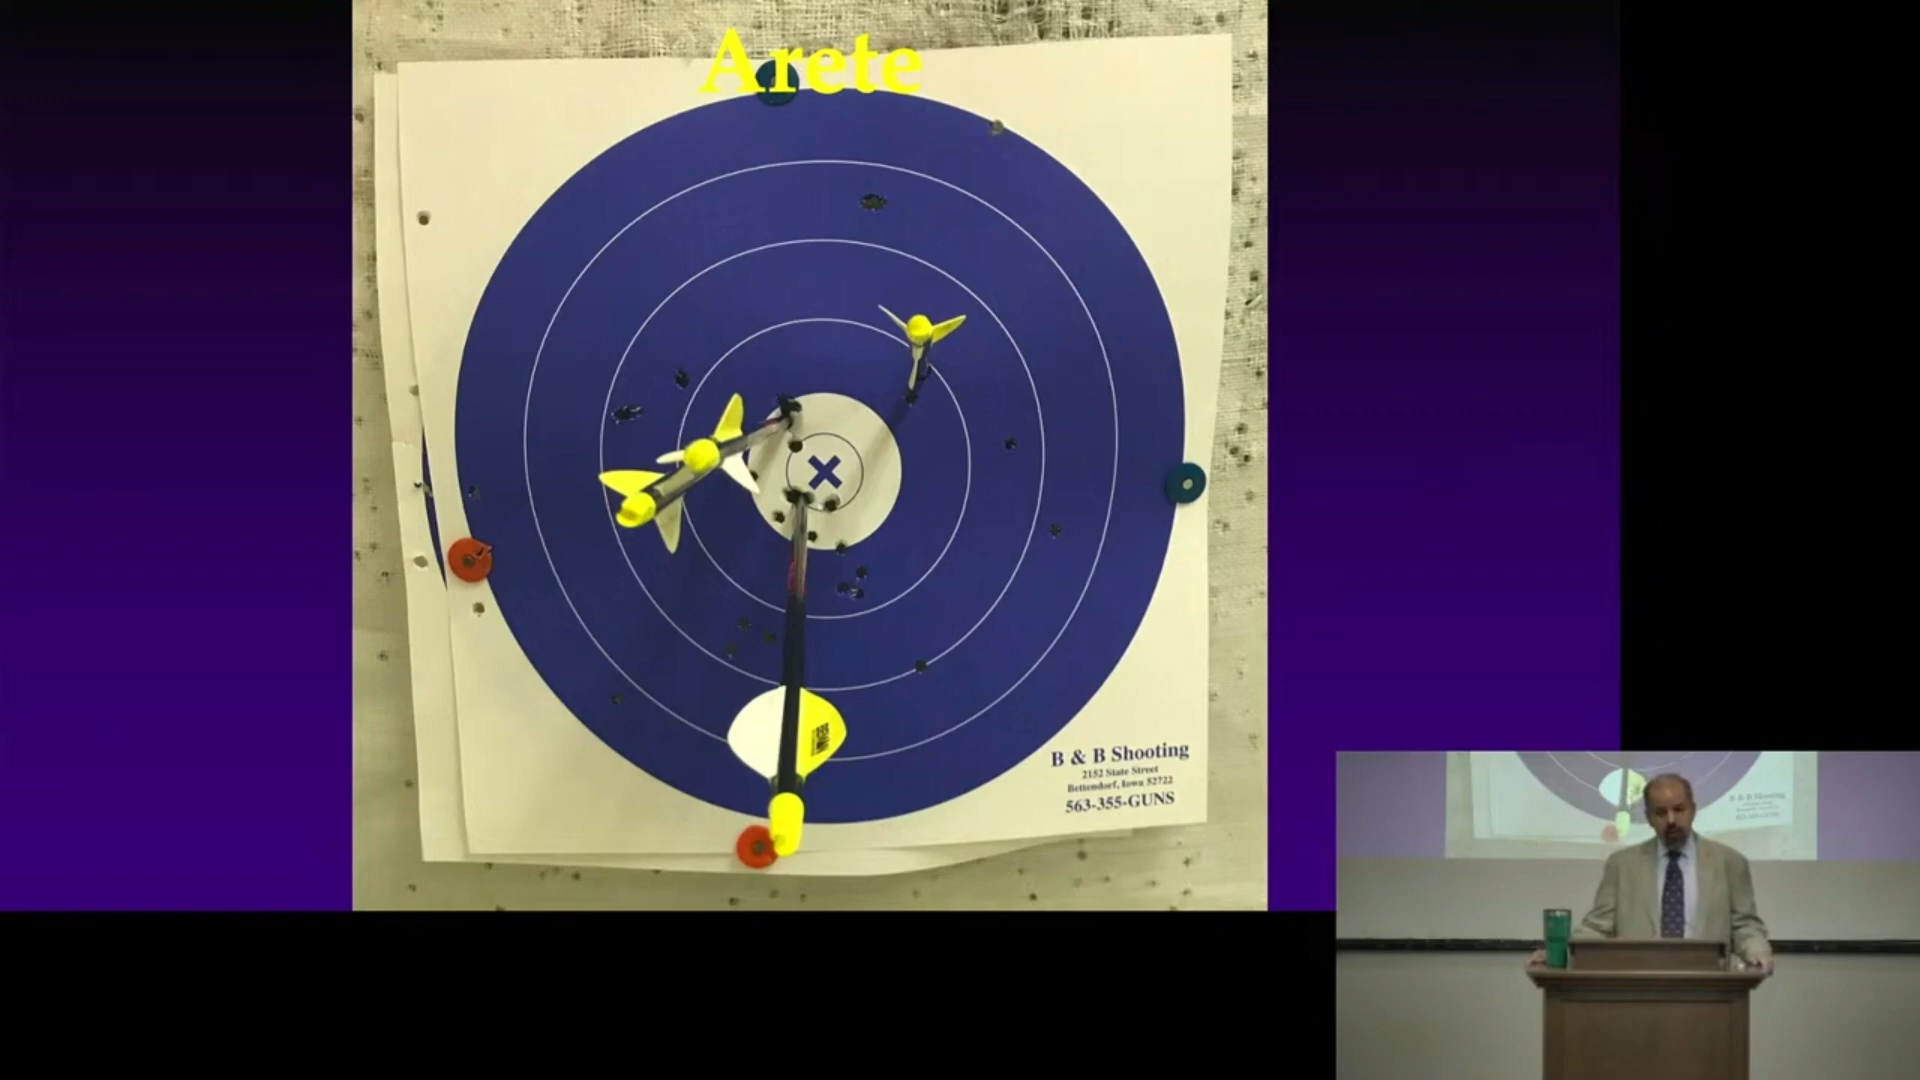 Arete
B & B Shooting
2152 State Street
Bettendorf, Iowa 52722
563-355-GUNS